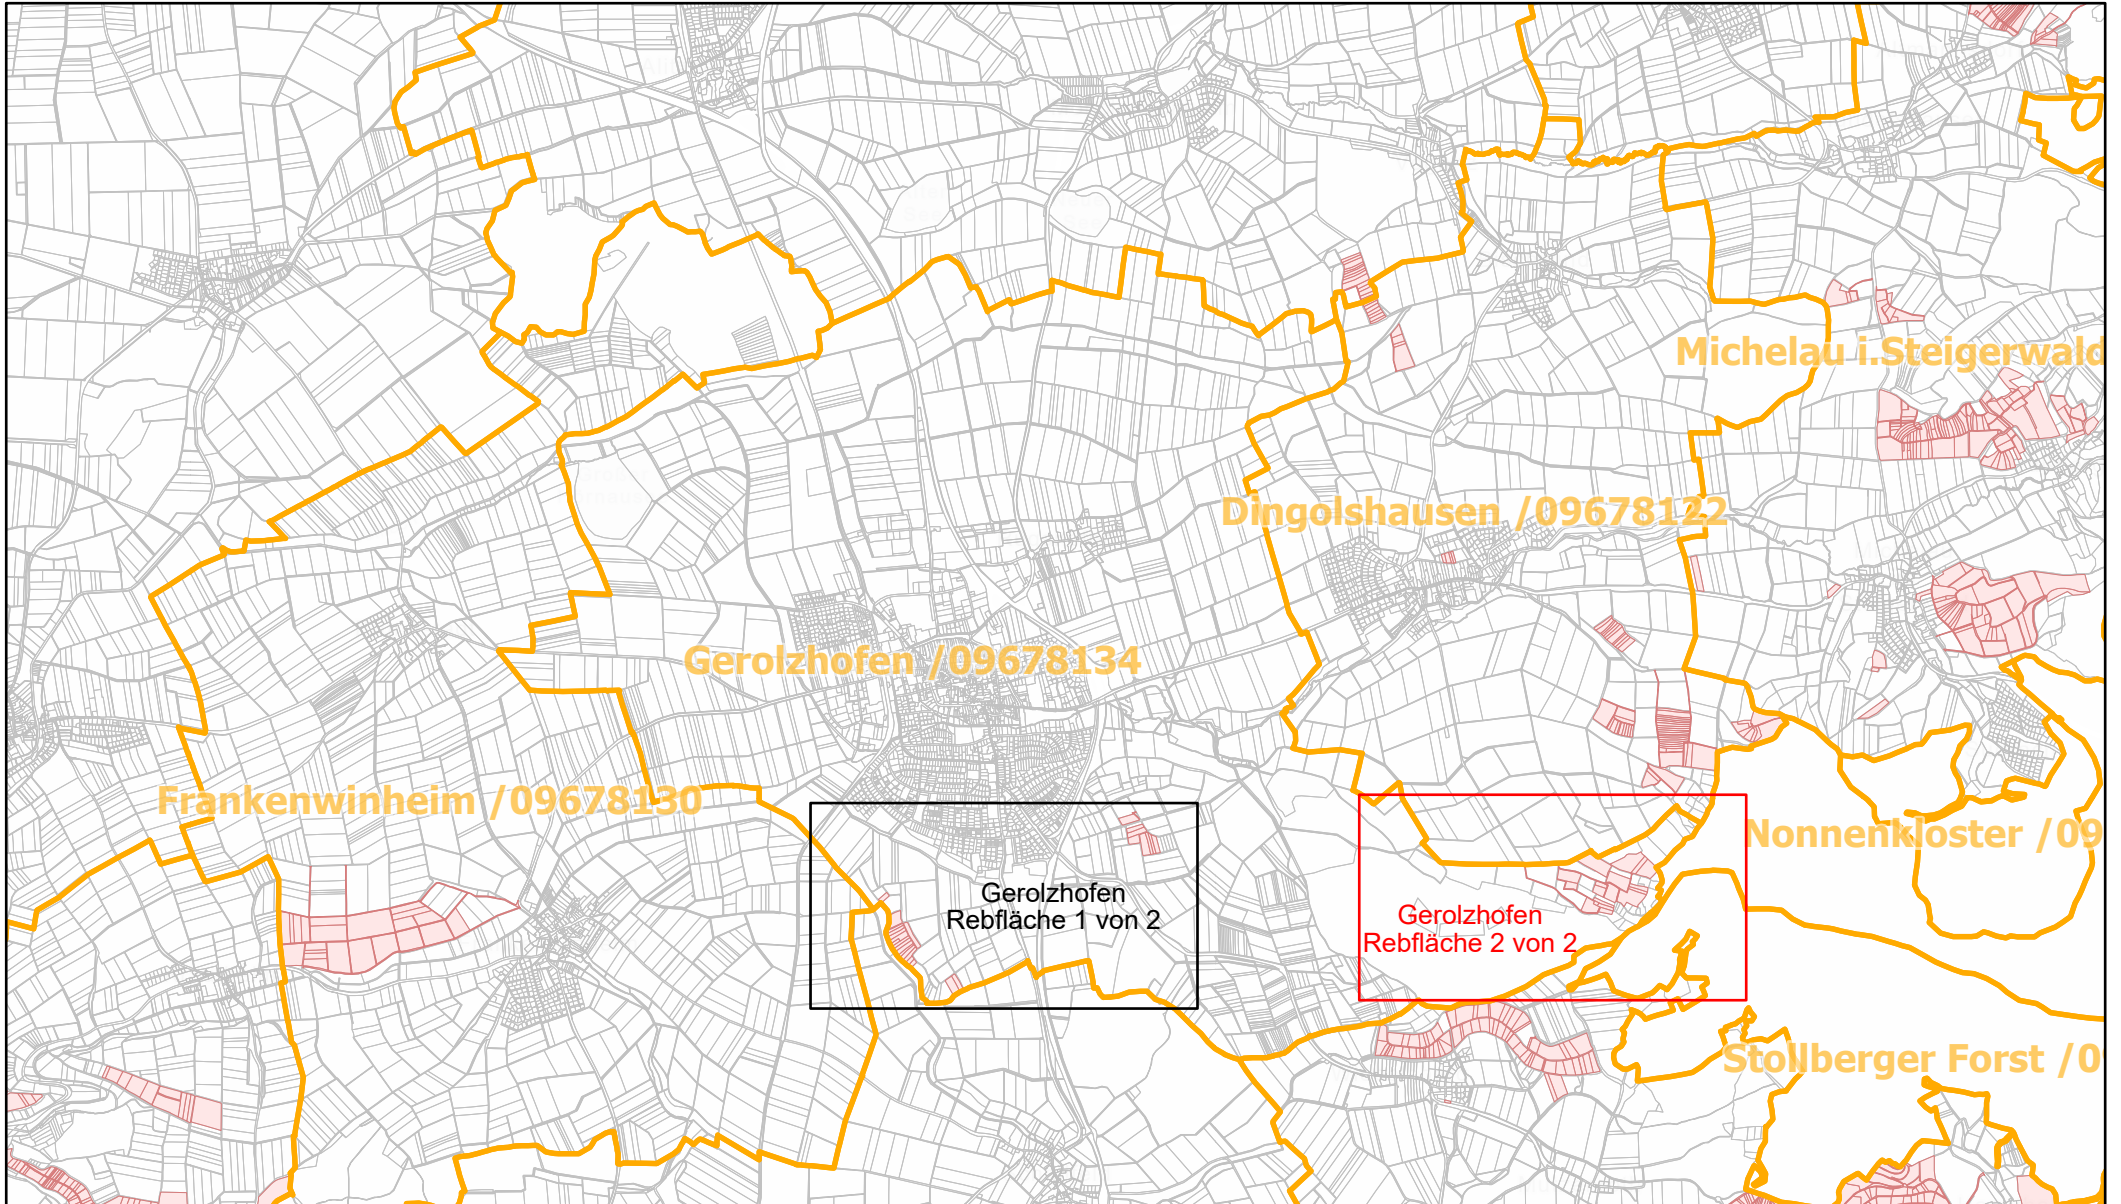 Michelau i.Steigerwald
Dingolshausen /09678122
Gerolzhofen /09678134
Frankenwinheim /09678130
Nonnenkloster /09
Gerolzhofen
Rebfläche 1 von 2
Gerolzhofen
Rebfläche 2 von 2
Stollberger Forst /0